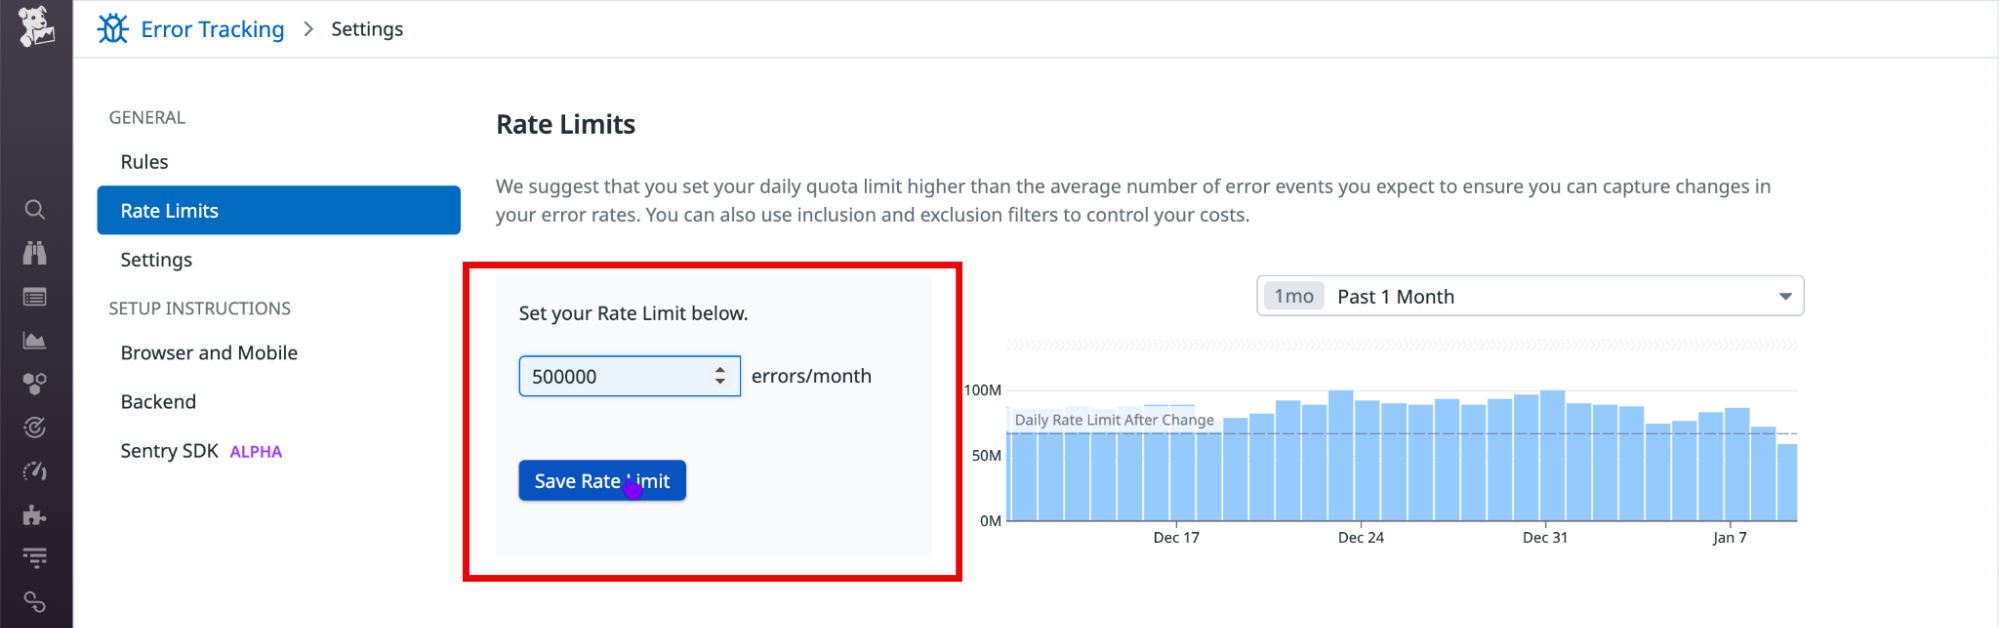 Error Tracking > Settings
GENERAL
Rules
Rate Limits
Settings
SETUP INSTRUCTIONS
Browser and Mobile
Backend
Sentry SDK ALPHA
Rate Limits
We suggest that you set your daily quota limit higher than the average number of error events you expect to ensure you can capture changes in
your error rates. You can also use inclusion and exclusion filters to control your costs.
Set your Rate Limit below.
500000 errors/month
Save Rate Limit
1mo Past 1 Month
100M
Daily Rate Limit After Change
50M
0M
Dec 17 Dec 24 Dec 31 Jan 7